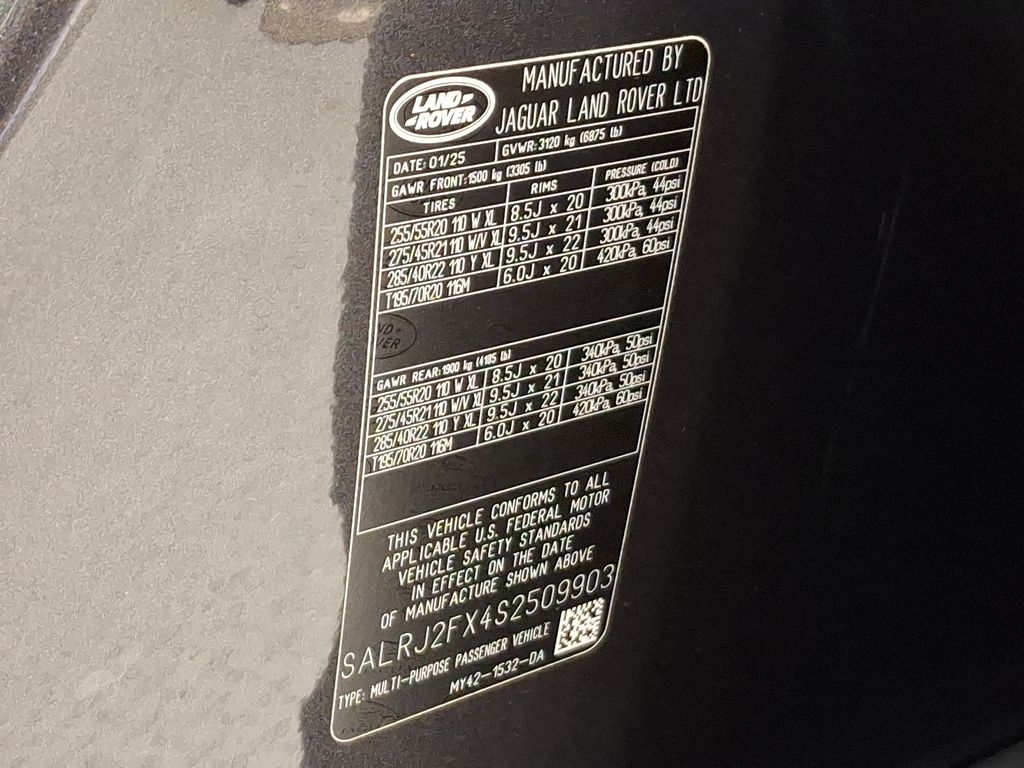 LAND-
-ROVER
MANUFACTURED BY
JAGUAR LAND ROVER LTD
DATE: 01/25 GVWR: 3120 kg (6875 lb)
GAWR FRONT: 1500 kg (3305 lb)
TIRES RIMS PRESSURE (COLD)
255/55R20 110 W XL 8.5J x 20 300kPa, 44psi
275/45R21 110 W/V XL 9.5J x 21 300kPa, 44psi
285/40R22 110 Y XL 9.5J x 22 300kPa, 44psi
T195/70R20 116M 6.0J x 20 420kPa, 60psi
GAWR REAR: 1900 kg (4185 lb)
255/55R20 110 W XL 8.5J x 20 340kPa, 50psi
275/45R21 110 W/V XL 9.5J x 21 340kPa, 50psi
285/40R22 110 Y XL 9.5J x 22 340kPa, 50psi
T195/70R20 116M 6.0J x 20 420kPa, 60psi
THIS VEHICLE CONFORMS TO ALL
APPLICABLE U.S. FEDERAL MOTOR
VEHICLE SAFETY STANDARDS
IN EFFECT ON THE DATE
OF MANUFACTURE SHOWN ABOVE
SALRJ2FX4S2509903
TYPE: MULTI-PURPOSE PASSENGER VEHICLE
MY42-1532-DA